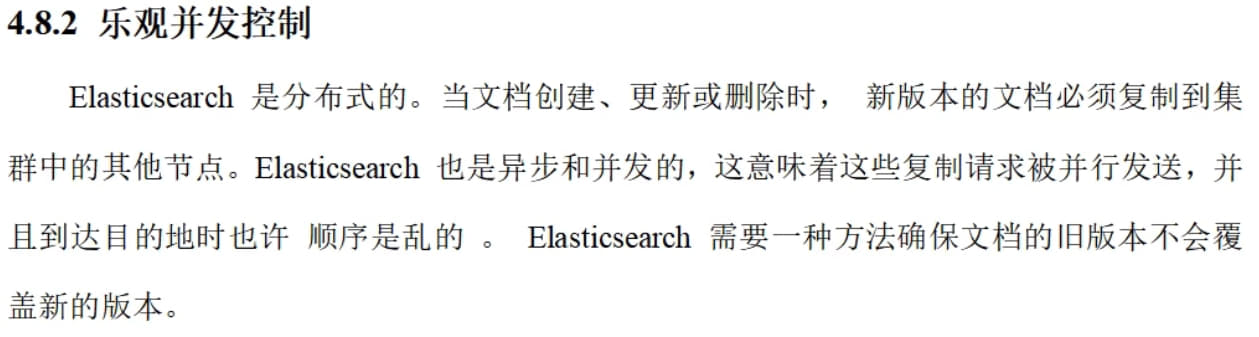 4.8.2 乐观并发控制
Elasticsearch 是分布式的。当文档创建、更新或删除时， 新版本的文档必须复制到集
群中的其他节点。Elasticsearch 也是异步和并发的，这意味着这些复制请求被并行发送，并
且到达目的地时也许 顺序是乱的 。 Elasticsearch 需要一种方法确保文档的旧版本不会覆
盖新的版本。